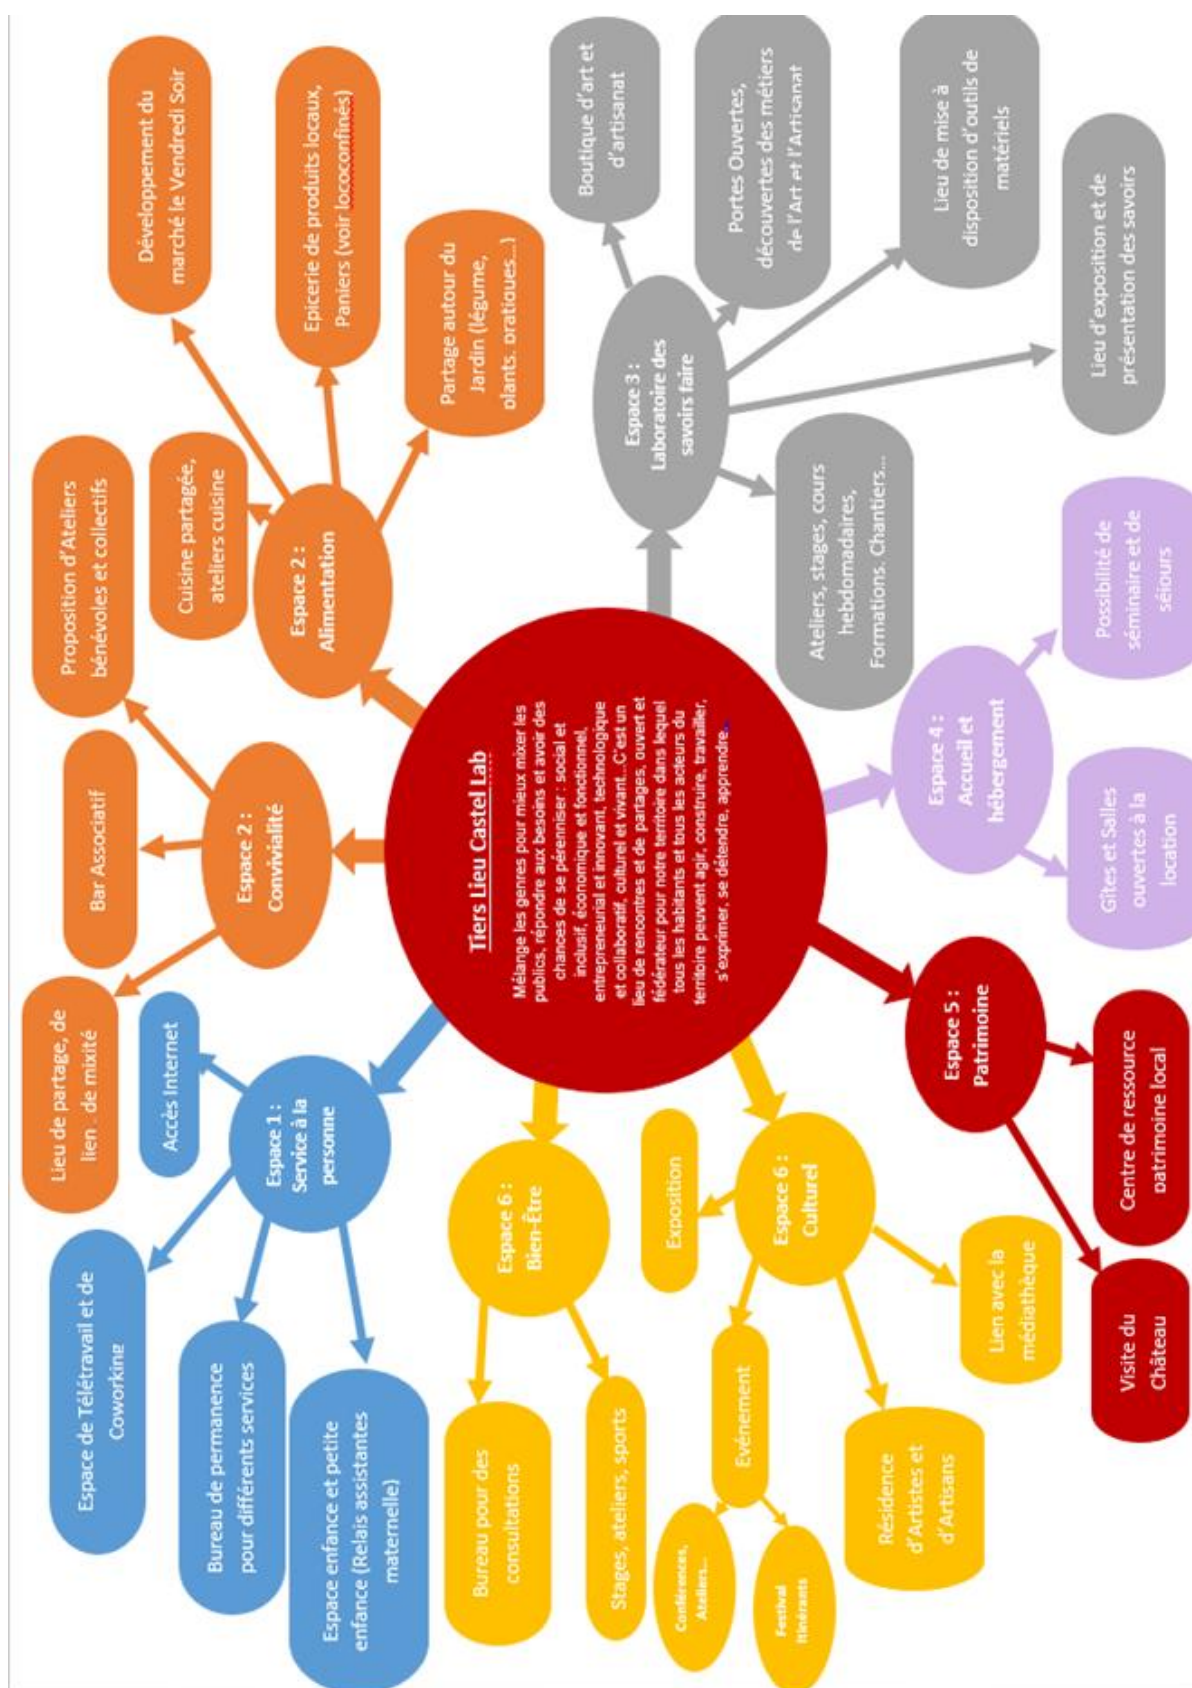 Tiers Lieu Castel Lab
Mélange les genres pour mieux mixer les
publics, répondre aux besoins et avoir des
chances de se pérenniser : social et
inclusif, économique et fonctionnel,
entrepreneurial et innovant, technologique
et collaboratif, culturel et vivant...C'est un
lieu de rencontres et de partages, ouvert et
fédérateur pour notre territoire dans lequel
tous les habitants et tous les acteurs du
territoire peuvent agir, construire, travailler,
s'exprimer, se détendre, apprendre..
Espace 1 :
Service à la
personne
Espace de Télétravail et de
Coworking
Accès Internet
Bureau de permanence
pour différents services
Espace enfance et petite
enfance (Relais assistantes
maternelle)
Espace 2 :
Convivialité
Lieu de partage, de
lien , de mixité
Bar Associatif
Proposition d'Ateliers
bénévoles et collectifs
Espace 2 :
Alimentation
Cuisine partagée,
ateliers cuisine
Développement du
marché le Vendredi Soir
Epicerie de produits locaux,
Paniers (voir lococonfinés)
Partage autour du
Jardin (légume,
plants, pratiques...)
Espace 3 :
Laboratoire des
savoirs faire
Boutique d'art et
d'artisanat
Portes Ouvertes,
découvertes des métiers
de l'Art et l'Artisanat
Lieu de mise à
disposition d'outils de
matériels
Lieu d'exposition et de
présentation des savoirs
Ateliers, stages, cours
hebdomadaires,
Formations, Chantiers...
Espace 4 :
Accueil et
hébergement
Possibilité de
séminaire et de
séjours
Gîtes et Salles
ouvertes à la
location
Espace 5 :
Patrimoine
Centre de ressource
patrimoine local
Visite du
Château
Espace 6 :
Culturel
Exposition
Evénement
Conférences,
Ateliers...
Festival
Itinérants
Résidence
d'Artistes et
d'Artisans
Lien avec la
médiathèque
Espace 6 :
Bien-Être
Bureau pour des
consultations
Stages, ateliers, sports